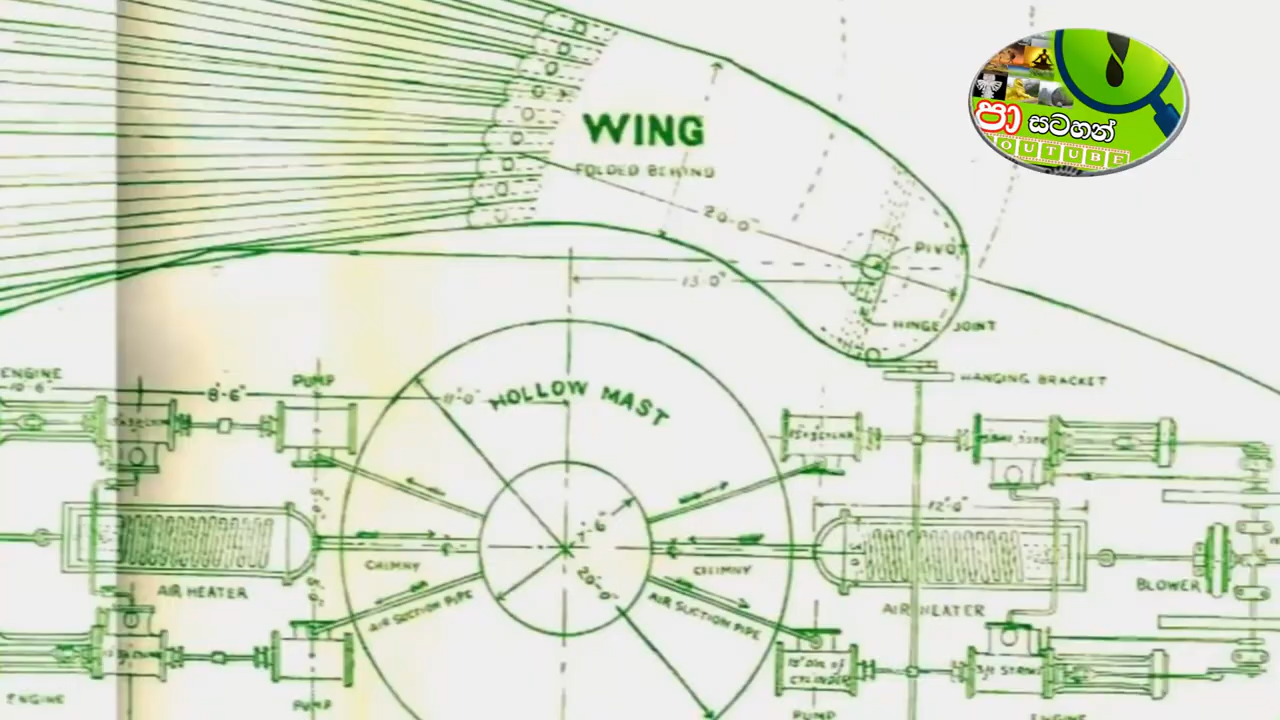 පා සටහන්
OUTUBE
WING
FOLDED BEHIND
20'-0"
PIVOT
13'-0"
HINGE JOINT
HANGING BRACKET
ENGINE
10'-6"
8'-6"
PUMP
HOLLOW MAST
12'-0"
CHIMNY
CHIMNY
20'-0"
BLOWER
AIR HEATER
AIR HEATER
AIR SUCTION PIPE
AIR SUCTION PIPE
ENGINE
PUMP
PUMP
ENGINE